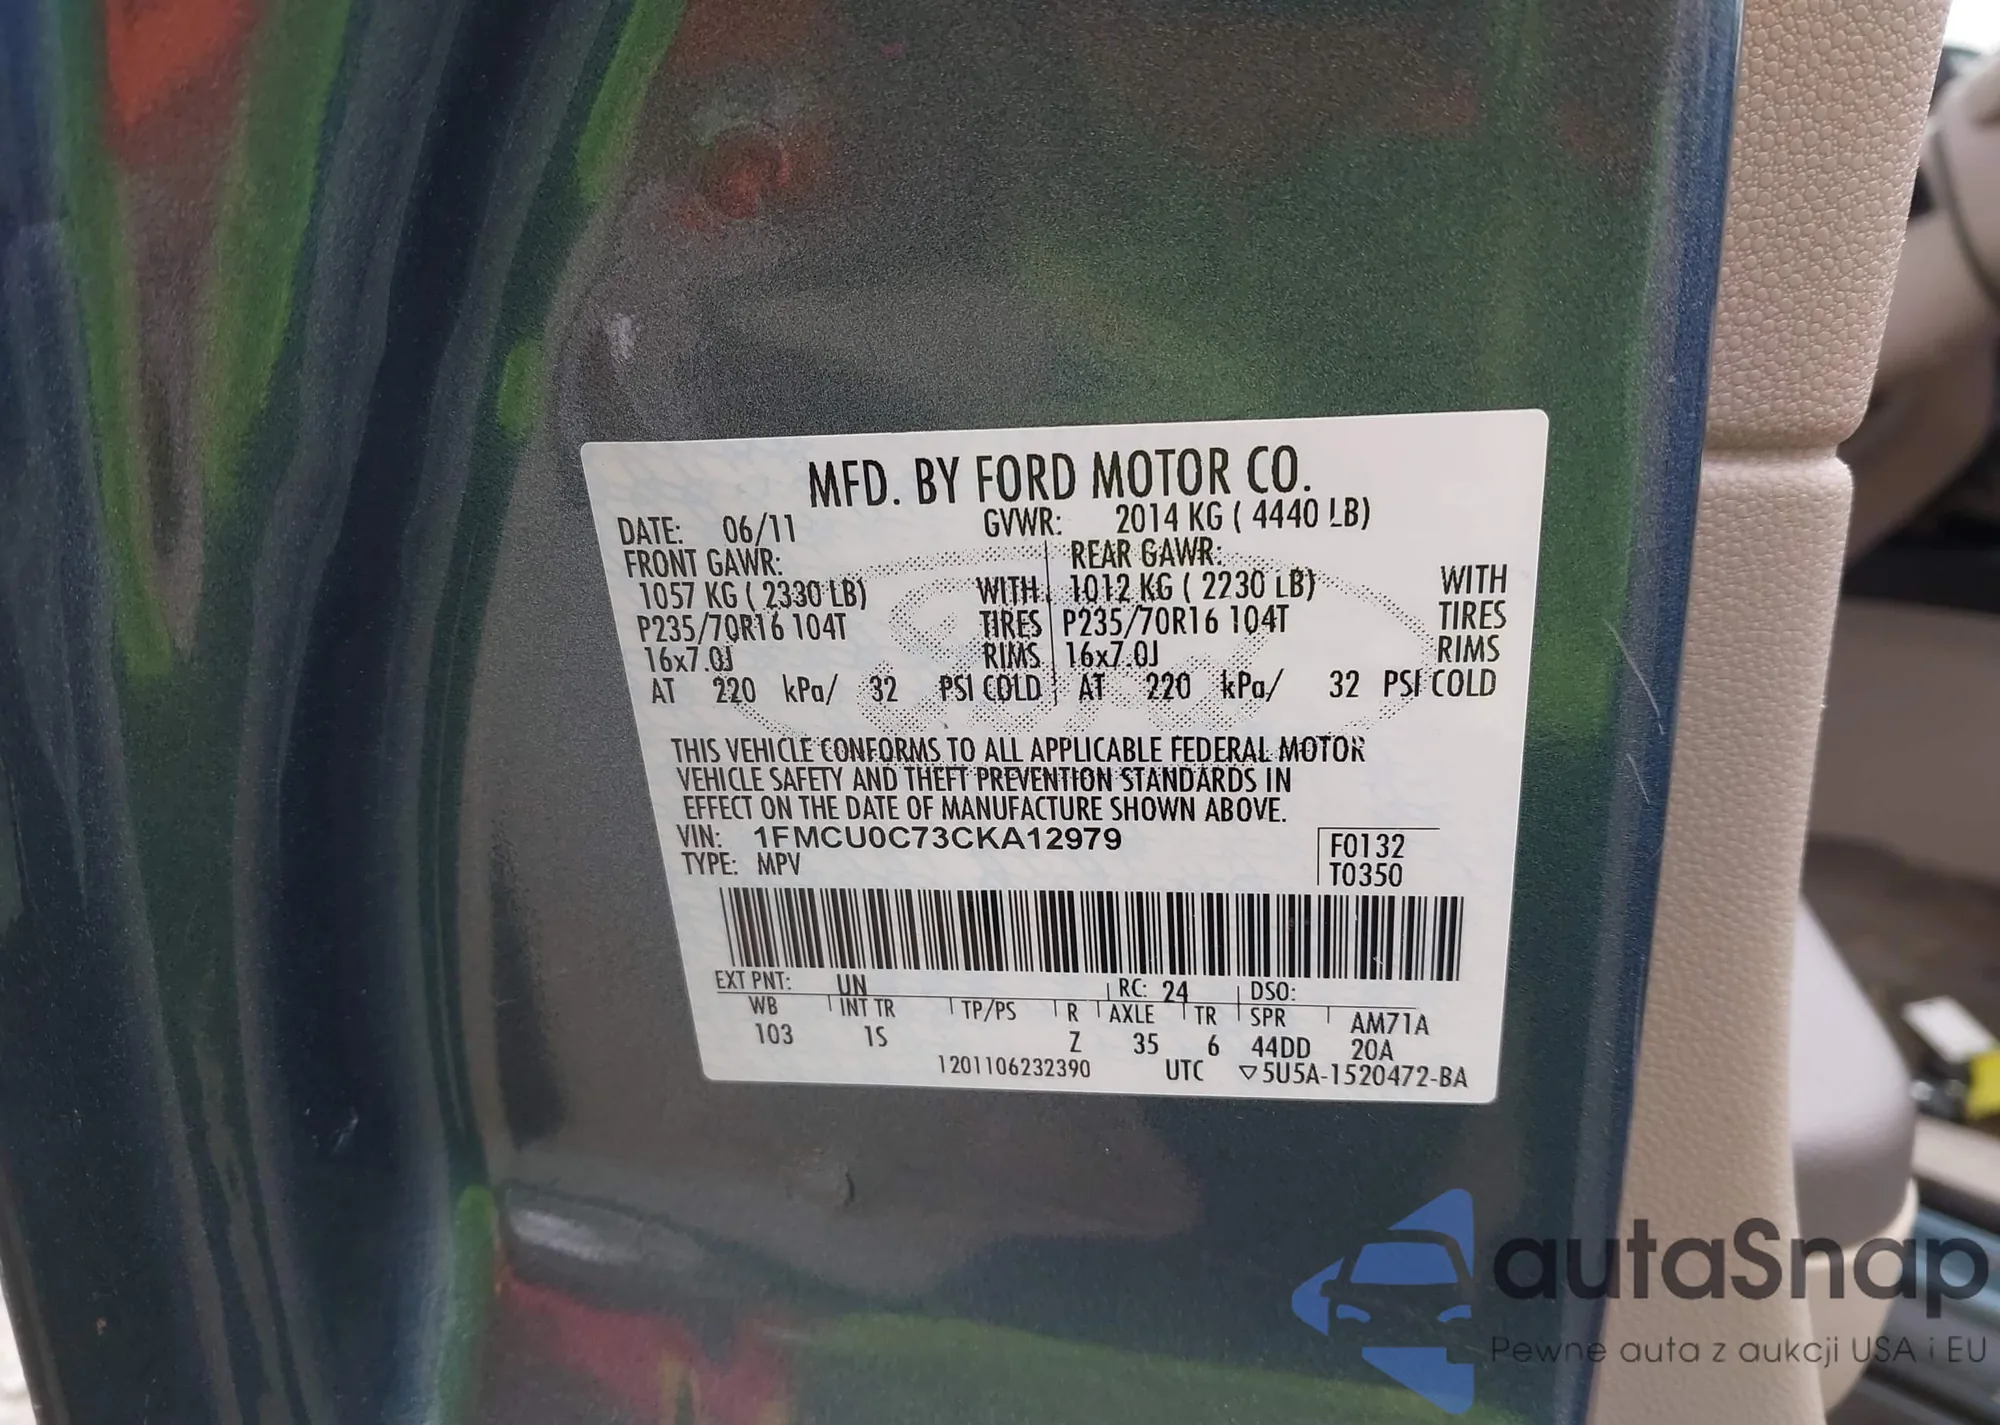 MFD. BY FORD MOTOR CO.
DATE: 06/11 GVWR: 2014 KG ( 4440 LB)
FRONT GAWR: REAR GAWR:
1057 KG ( 2330 LB) WITH 1012 KG ( 2230 LB) WITH
P235/70R16 104T TIRES P235/70R16 104T TIRES
16x7.0J RIMS 16x7.0J RIMS
AT 220 kPa/ 32 PSI COLD AT 220 kPa/ 32 PSI COLD
THIS VEHICLE CONFORMS TO ALL APPLICABLE FEDERAL MOTOR
VEHICLE SAFETY AND THEFT PREVENTION STANDARDS IN
EFFECT ON THE DATE OF MANUFACTURE SHOWN ABOVE.
VIN: 1FMCU0C73CKA12979 F0132
TYPE: MPV T0350
EXT PNT: UN RC: 24 DSO:
WB INT TR TP/PS R AXLE TR SPR AM71A
103 1S Z 35 6 44DD 20A
1201106232390 UTC ▽5U5A-1520472-BA
autaSnap
Pewne auta z aukcji USA i EU